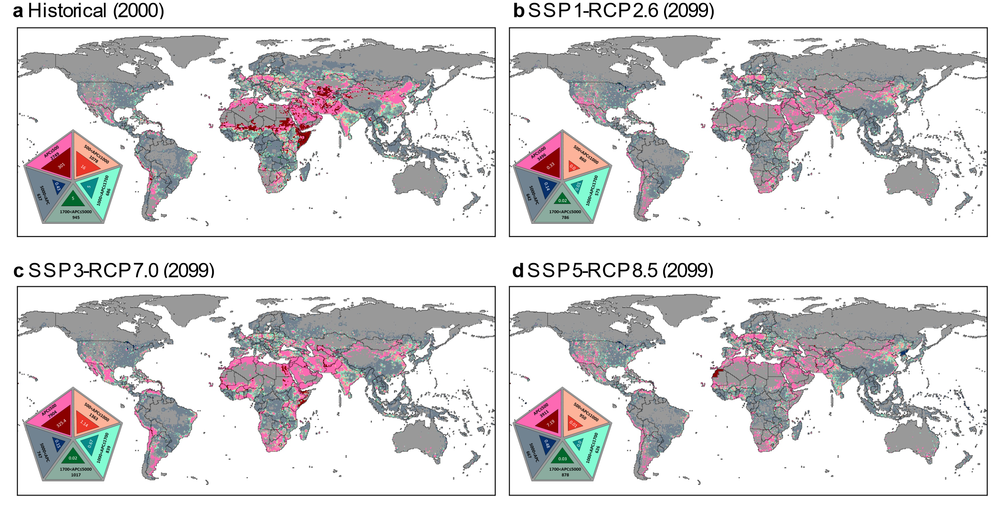 a Historical (2000)
b SSP1-RCP2.6 (2099)
APC≤500
2749
301
500<APC≤1000
1078
16
1000<APC≤1700
686
5
1700<APC≤5000
945
5
5000<APC
637
0.43
APC≤500
3496
0.33
500<APC≤1000
860
0.0
1000<APC≤1700
575
0.01
1700<APC≤5000
786
0.02
5000<APC
642
0.14
c SSP3-RCP7.0 (2099)
d SSP5-RCP8.5 (2099)
APC≤500
7904
325.4
500<APC≤1000
1363
1.14
1000<APC≤1700
839
0.67
1700<APC≤5000
1017
0.02
5000<APC
747
0.15
APC≤500
3911
7.19
500<APC≤1000
950
0.01
1000<APC≤1700
626
0.0
1700<APC≤5000
878
0.03
5000<APC
667
0.48